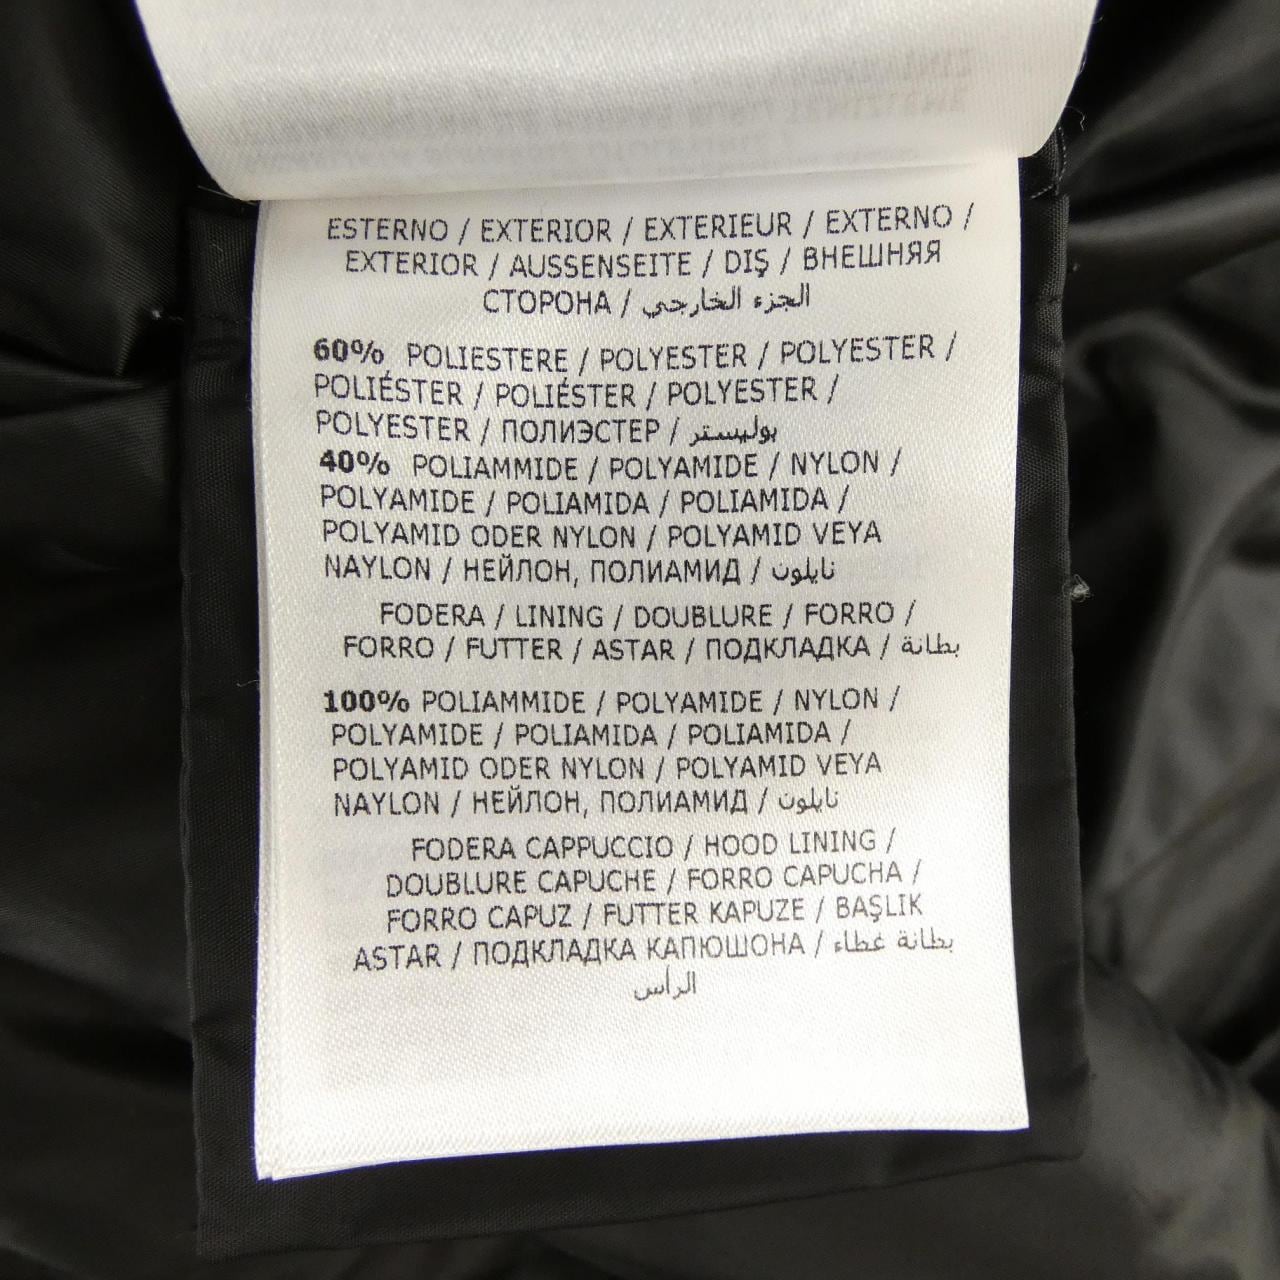 ESTERNO / EXTERIOR / EXTERIEUR / EXTERNO /
EXTERIOR / AUSSENSEITE / DIŞ / ВНЕШНЯЯ
СТОРОНА / الجزء الخارجي
60% POLIESTERE / POLYESTER / POLYESTER /
POLIÉSTER / POLIÉSTER / POLYESTER /
POLYESTER / ПОЛИЭСТЕР / بوليستر
40% POLIAMMIDE / POLYAMIDE / NYLON /
POLYAMIDE / POLIAMIDA / POLIAMIDA /
POLYAMID ODER NYLON / POLYAMID VEYA
NAYLON / НЕЙЛОН, ПОЛИАМИД / نايلون
FODERA / LINING / DOUBLURE / FORRO /
FORRO / FUTTER / ASTAR / ПОДКЛАДКА / بطانة
100% POLIAMMIDE / POLYAMIDE / NYLON /
POLYAMIDE / POLIAMIDA / POLIAMIDA /
POLYAMID ODER NYLON / POLYAMID VEYA
NAYLON / НЕЙЛОН, ПОЛИАМИД / نايلون
FODERA CAPPUCCIO / HOOD LINING /
DOUBLURE CAPUCHE / FORRO CAPUCHA /
FORRO CAPUZ / FUTTER KAPUZE / BAŞLIK
ASTAR / ПОДКЛАДКА КАПЮШОНА / بطانة غطاء
الرأس